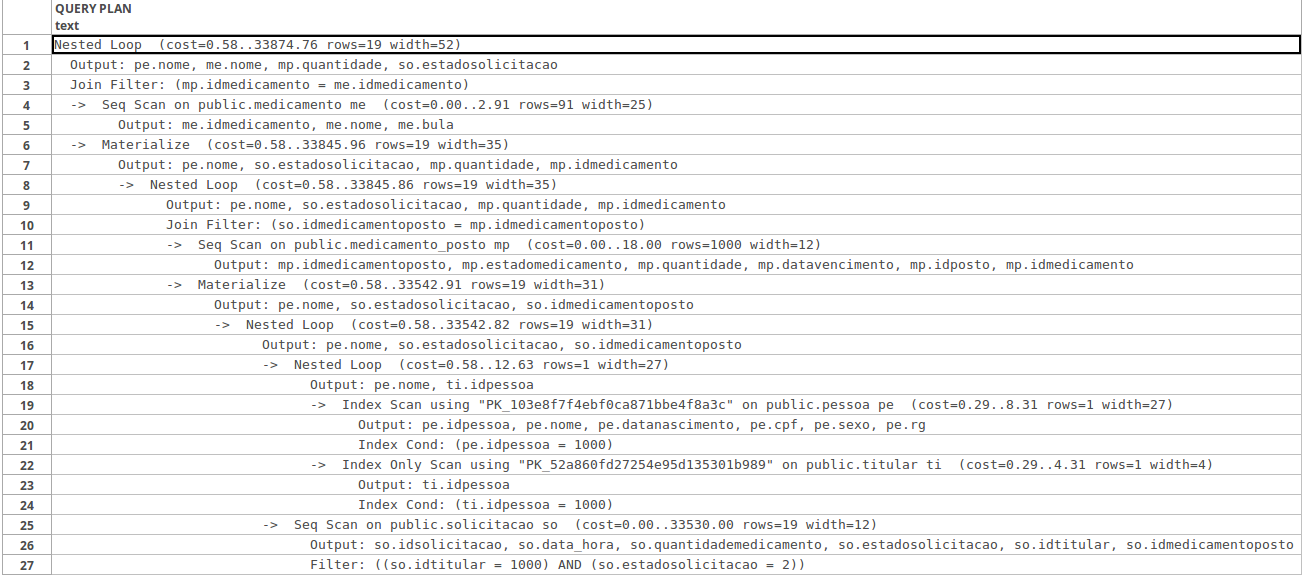 QUERY PLAN
text
1 Nested Loop (cost=0.58..33874.76 rows=19 width=52)
2 Output: pe.nome, me.nome, mp.quantidade, so.estadosolicitacao
3 Join Filter: (mp.idmedicamento = me.idmedicamento)
4 -> Seq Scan on public.medicamento me (cost=0.00..2.91 rows=91 width=25)
5 Output: me.idmedicamento, me.nome, me.bula
6 -> Materialize (cost=0.58..33845.96 rows=19 width=35)
7 Output: pe.nome, so.estadosolicitacao, mp.quantidade, mp.idmedicamento
8 -> Nested Loop (cost=0.58..33845.86 rows=19 width=35)
9 Output: pe.nome, so.estadosolicitacao, mp.quantidade, mp.idmedicamento
10 Join Filter: (so.idmedicamentoposto = mp.idmedicamentoposto)
11 -> Seq Scan on public.medicamento_posto mp (cost=0.00..18.00 rows=1000 width=12)
12 Output: mp.idmedicamentoposto, mp.estadomedicamento, mp.quantidade, mp.datavencimento, mp.idposto, mp.idmedicamento
13 -> Materialize (cost=0.58..33542.91 rows=19 width=31)
14 Output: pe.nome, so.estadosolicitacao, so.idmedicamentoposto
15 -> Nested Loop (cost=0.58..33542.82 rows=19 width=31)
16 Output: pe.nome, so.estadosolicitacao, so.idmedicamentoposto
17 -> Nested Loop (cost=0.58..12.63 rows=1 width=27)
18 Output: pe.nome, ti.idpessoa
19 -> Index Scan using "PK_103e8f7f4ebf0ca871bbe4f8a3c" on public.pessoa pe (cost=0.29..8.31 rows=1 width=27)
20 Output: pe.idpessoa, pe.nome, pe.datanascimento, pe.cpf, pe.sexo, pe.rg
21 Index Cond: (pe.idpessoa = 1000)
22 -> Index Only Scan using "PK_52a860fd27254e95d135301b989" on public.titular ti (cost=0.29..4.31 rows=1 width=4)
23 Output: ti.idpessoa
24 Index Cond: (ti.idpessoa = 1000)
25 -> Seq Scan on public.solicitacao so (cost=0.00..33530.00 rows=19 width=12)
26 Output: so.idsolicitacao, so.data_hora, so.quantidademedicamento, so.estadosolicitacao, so.idtitular, so.idmedicamentoposto
27 Filter: ((so.idtitular = 1000) AND (so.estadosolicitacao = 2))